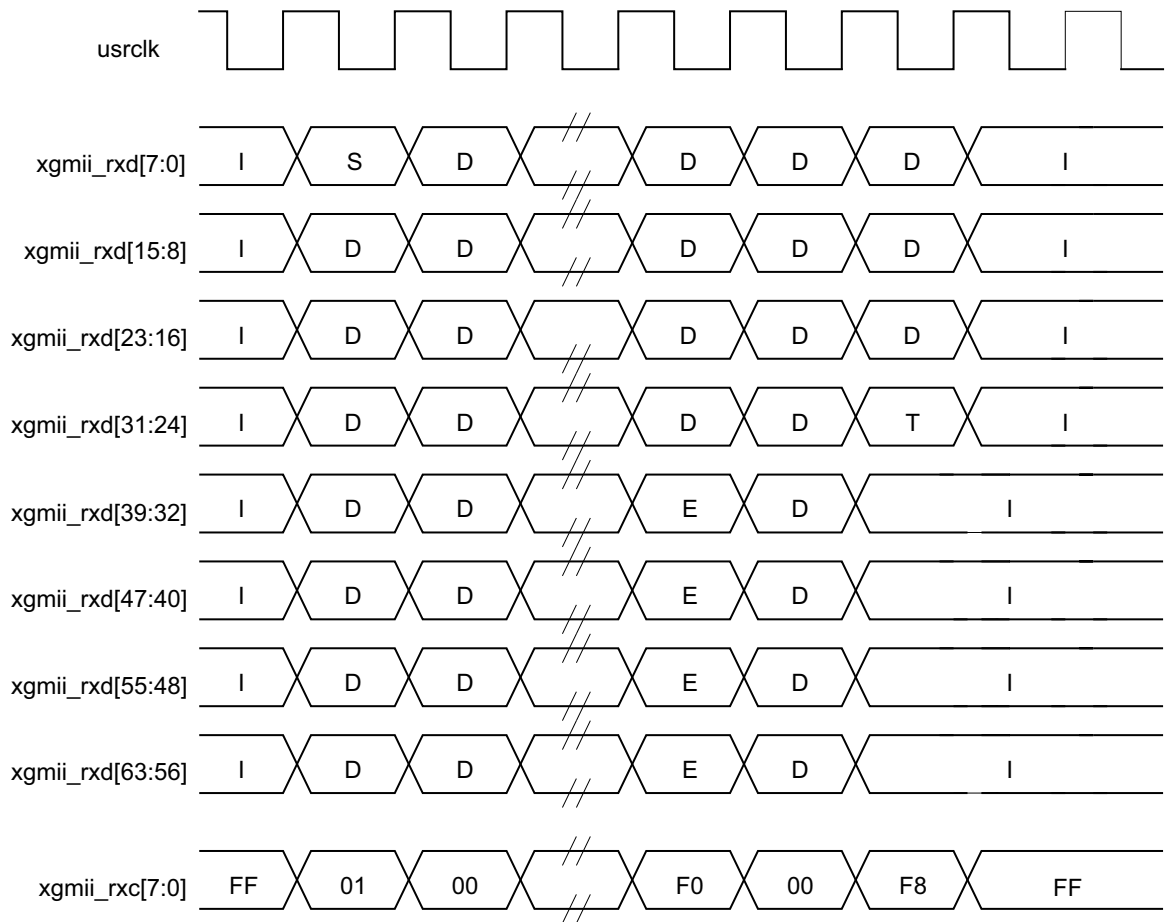 usrclk
xgmii_rxd[7:0] I S D D D D I
xgmii_rxd[15:8] I D D D D D I
xgmii_rxd[23:16] I D D D D D I
xgmii_rxd[31:24] I D D D D T I
xgmii_rxd[39:32] I D D E D I
xgmii_rxd[47:40] I D D E D I
xgmii_rxd[55:48] I D D E D I
xgmii_rxd[63:56] I D D E D I
xgmii_rxc[7:0] FF 01 00 F0 00 F8 FF